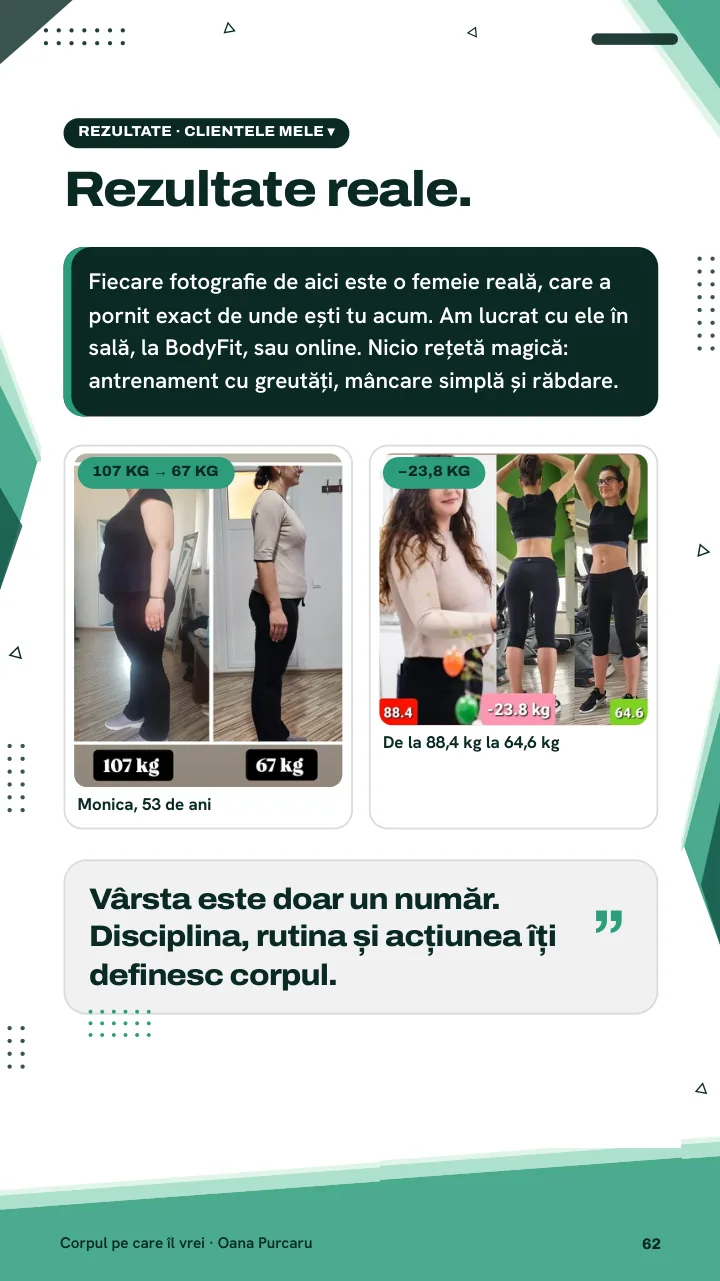 REZULTATE · CLIENTELE MELE ▾
Rezultate reale.
Fiecare fotografie de aici este o femeie reală, care a
pornit exact de unde ești tu acum. Am lucrat cu ele în
sală, la BodyFit, sau online. Nicio rețetă magică:
antrenament cu greutăți, mâncare simplă și răbdare.
107 KG → 67 KG
107 kg
67 kg
Monica, 53 de ani
−23,8 KG
88.4
-23.8 kg
64.6
De la 88,4 kg la 64,6 kg
Vârsta este doar un număr.
Disciplina, rutina și acțiunea îți
definesc corpul.
”
Corpul pe care îl vrei · Oana Purcaru
62